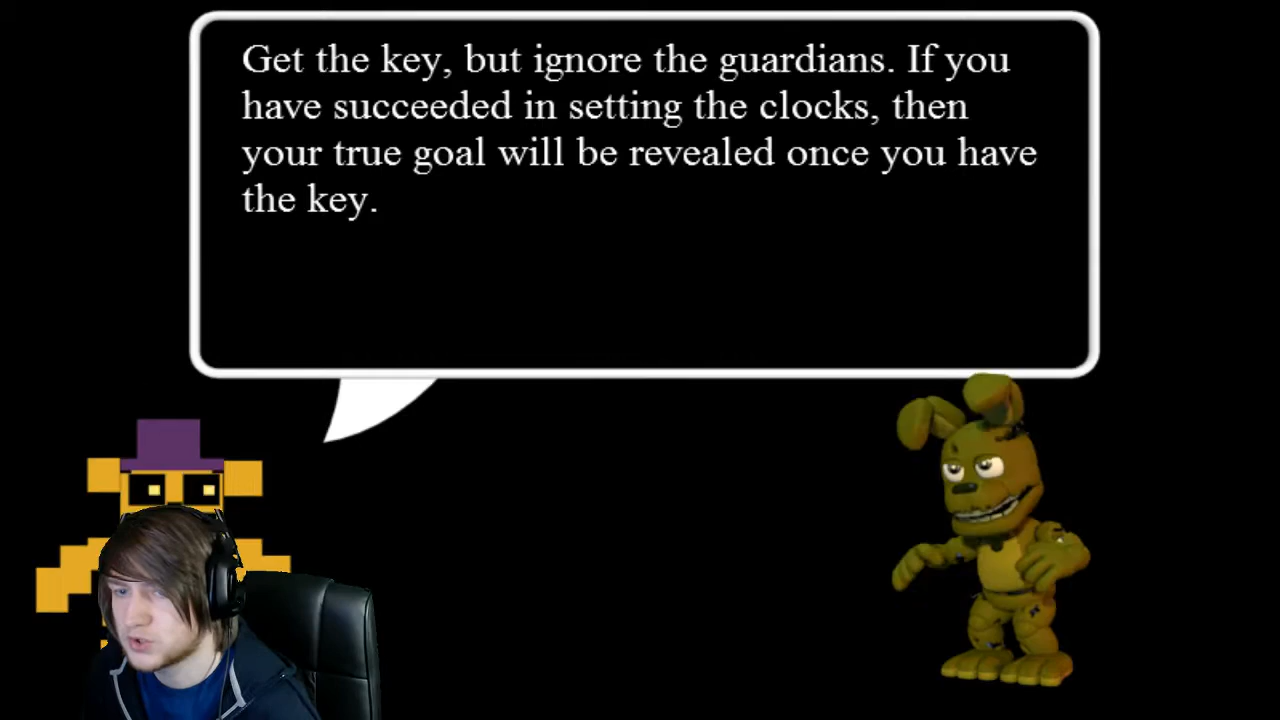 Get the key, but ignore the guardians. If you
have succeeded in setting the clocks, then
your true goal will be revealed once you have
the key.